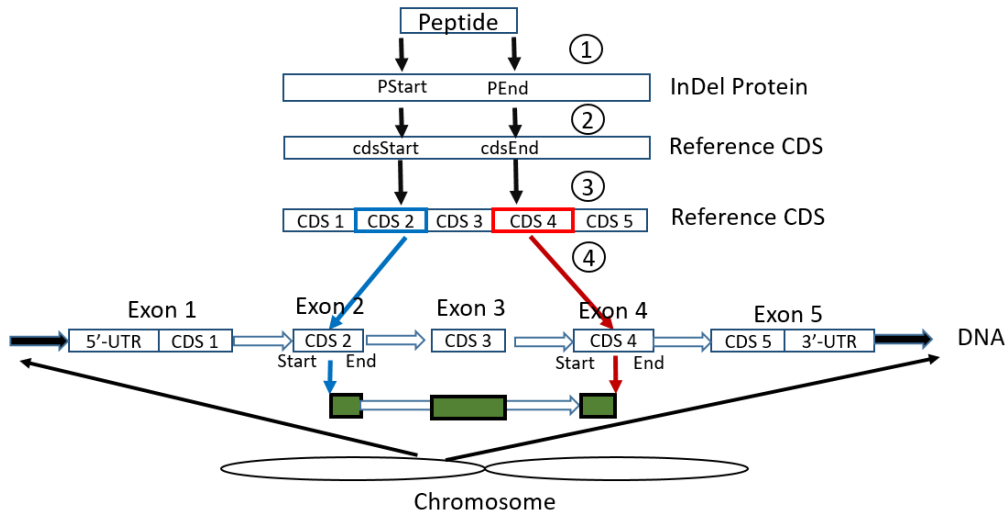 Peptide
1
PStart PEnd
InDel Protein
2
cdsStart cdsEnd
Reference CDS
3
CDS 1 CDS 2 CDS 3 CDS 4 CDS 5
Reference CDS
4
Exon 1 Exon 2 Exon 3 Exon 4 Exon 5
5’-UTR CDS 1 CDS 2 CDS 3 CDS 4 CDS 5 3’-UTR
DNA
Start End Start End
Chromosome